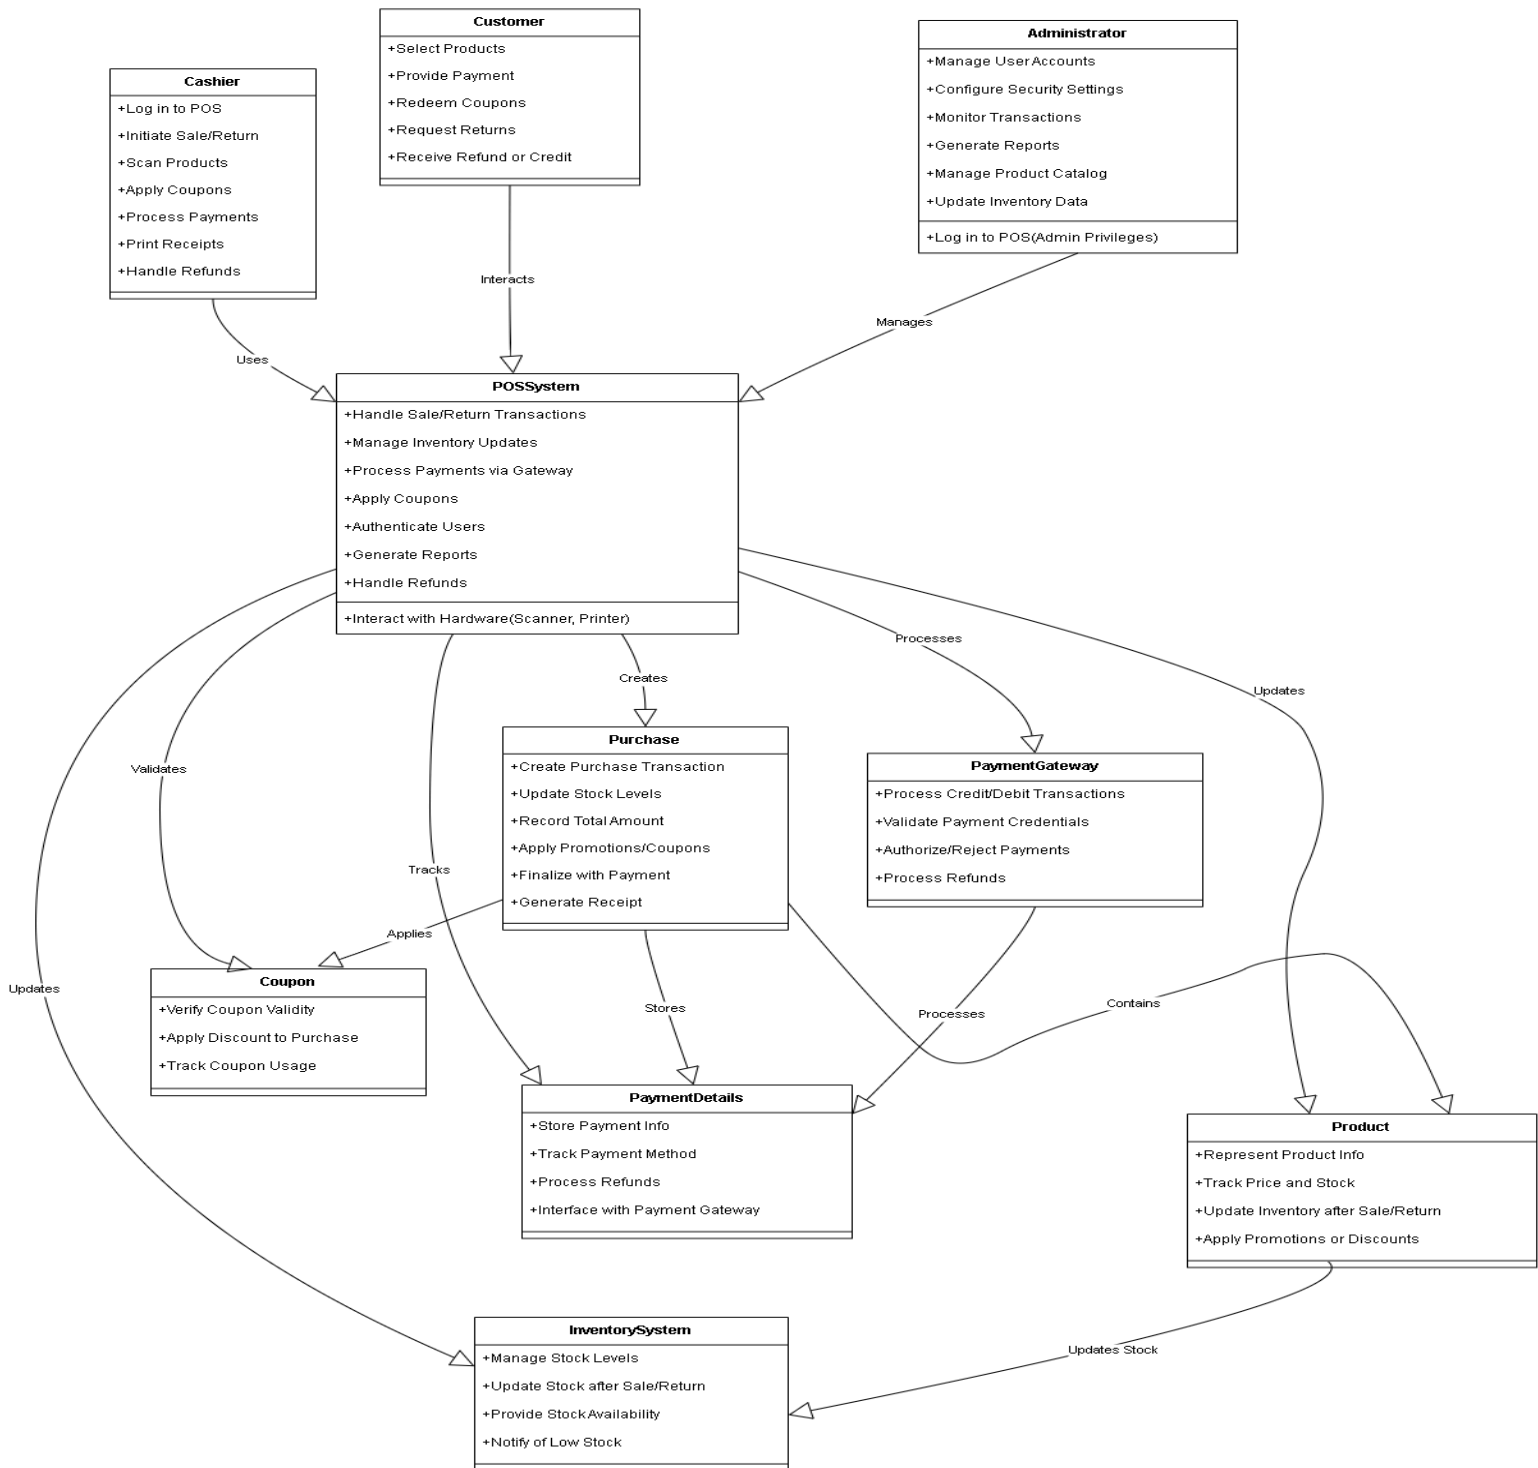 Customer
+Select Products
+Provide Payment
+Redeem Coupons
+Request Returns
+Receive Refund or Credit
Administrator
+Manage User Accounts
+Configure Security Settings
+Monitor Transactions
+Generate Reports
+Manage Product Catalog
+Update Inventory Data
+Log in to POS(Admin Privileges)
Cashier
+Log in to POS
+Initiate Sale/Return
+Scan Products
+Apply Coupons
+Process Payments
+Print Receipts
+Handle Refunds
Interacts
Manages
Uses
POSSystem
+Handle Sale/Return Transactions
+Manage Inventory Updates
+Process Payments via Gateway
+Apply Coupons
+Authenticate Users
+Generate Reports
+Handle Refunds
+Interact with Hardware(Scanner, Printer)
Processes
Creates
Updates
Validates
Purchase
+Create Purchase Transaction
+Update Stock Levels
+Record Total Amount
+Apply Promotions/Coupons
+Finalize with Payment
+Generate Receipt
PaymentGateway
+Process Credit/Debit Transactions
+Validate Payment Credentials
+Authorize/Reject Payments
+Process Refunds
Tracks
Applies
Updates
Coupon
+Verify Coupon Validity
+Apply Discount to Purchase
+Track Coupon Usage
Stores
Processes
Contains
PaymentDetails
+Store Payment Info
+Track Payment Method
+Process Refunds
+Interface with Payment Gateway
Product
+Represent Product Info
+Track Price and Stock
+Update Inventory after Sale/Return
+Apply Promotions or Discounts
InventorySystem
+Manage Stock Levels
+Update Stock after Sale/Return
+Provide Stock Availability
+Notify of Low Stock
Updates Stock